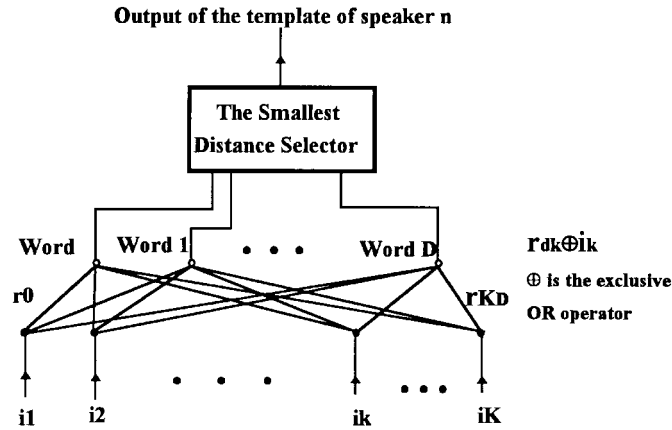 Output of the template of speaker n
The Smallest
Distance Selector
Word Word 1 • • • Word D
r0 rKD
rdk⊕ik
⊕ is the exclusive
OR operator
• • • •••
i1 i2 ik iK